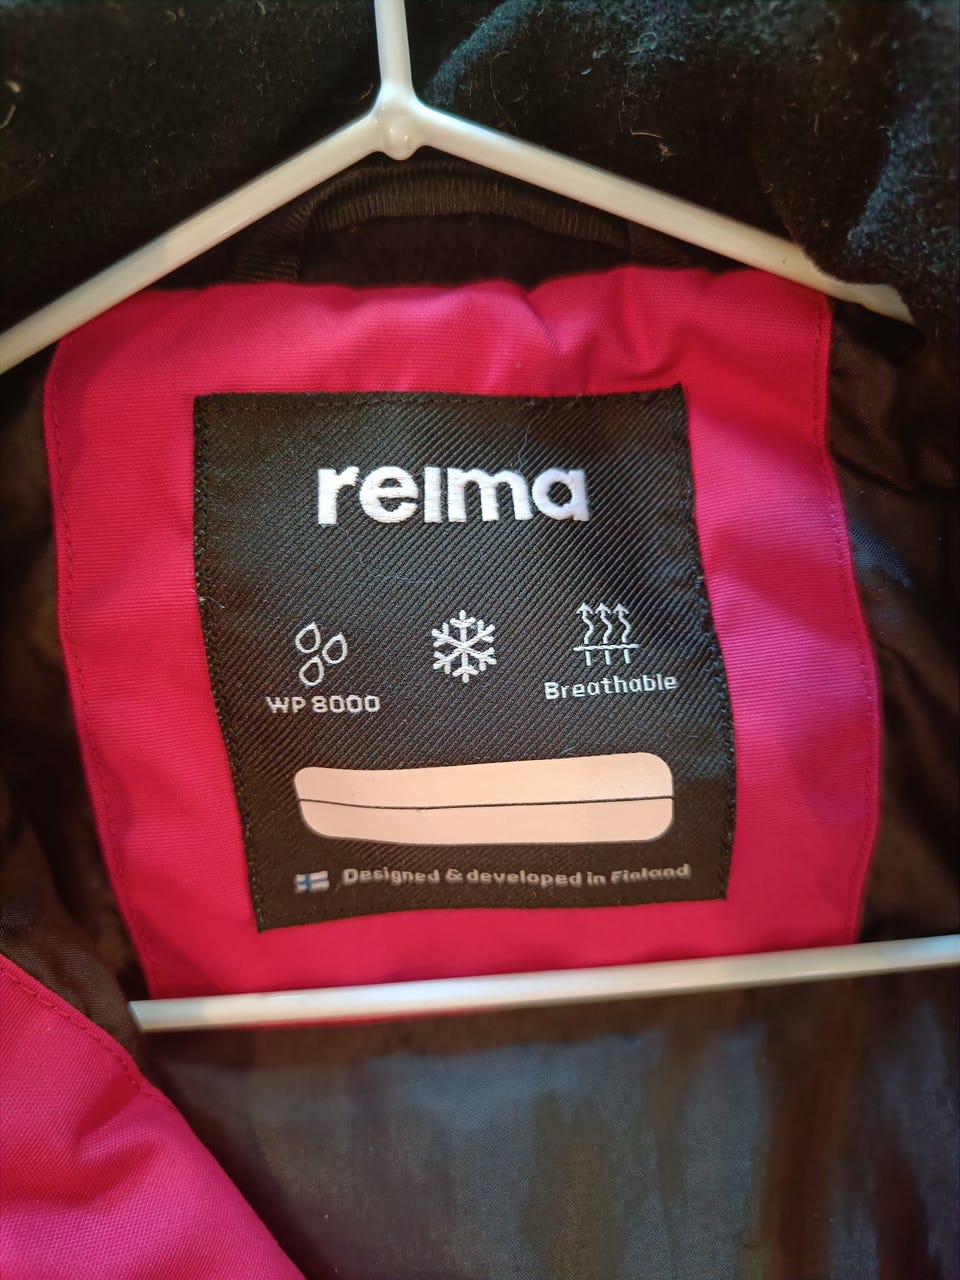 reima
WP 8000
Breathable
Designed & developed in Finland